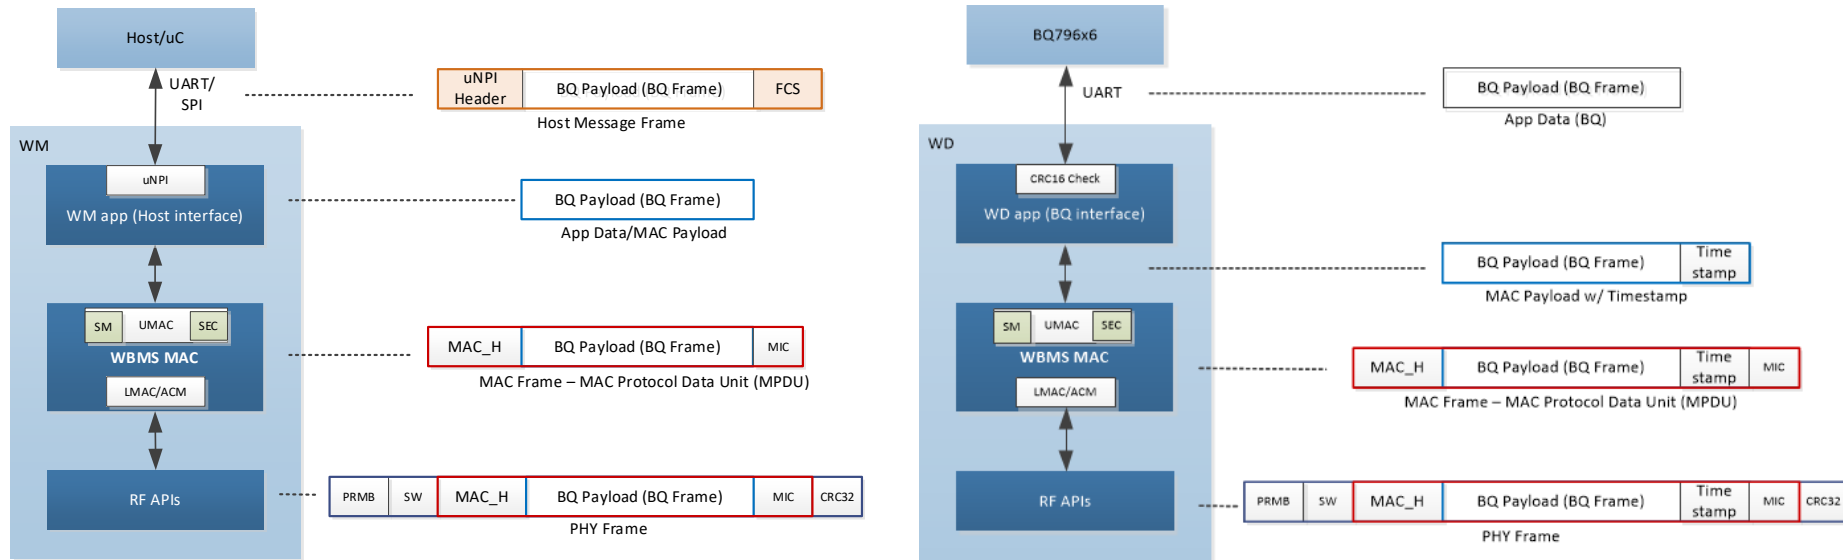 Host/uC
UART/
SPI
uNPI
Header
BQ Payload (BQ Frame)
FCS
Host Message Frame
WM
uNPI
WM app (Host interface)
BQ Payload (BQ Frame)
App Data/MAC Payload
SM
UMAC
SEC
WBMS MAC
LMAC/ACM
MAC_H
BQ Payload (BQ Frame)
MIC
MAC Frame – MAC Protocol Data Unit (MPDU)
RF APIs
PRMB
SW
MAC_H
BQ Payload (BQ Frame)
MIC
CRC32
PHY Frame
BQ796x6
UART
BQ Payload (BQ Frame)
App Data (BQ)
WD
CRC16 Check
WD app (BQ interface)
BQ Payload (BQ Frame)
Time
stamp
MAC Payload w/ Timestamp
SM
UMAC
SEC
WBMS MAC
LMAC/ACM
MAC_H
BQ Payload (BQ Frame)
Time
stamp
MIC
MAC Frame – MAC Protocol Data Unit (MPDU)
RF APIs
PRMB
SW
MAC_H
BQ Payload (BQ Frame)
Time
stamp
MIC
CRC32
PHY Frame